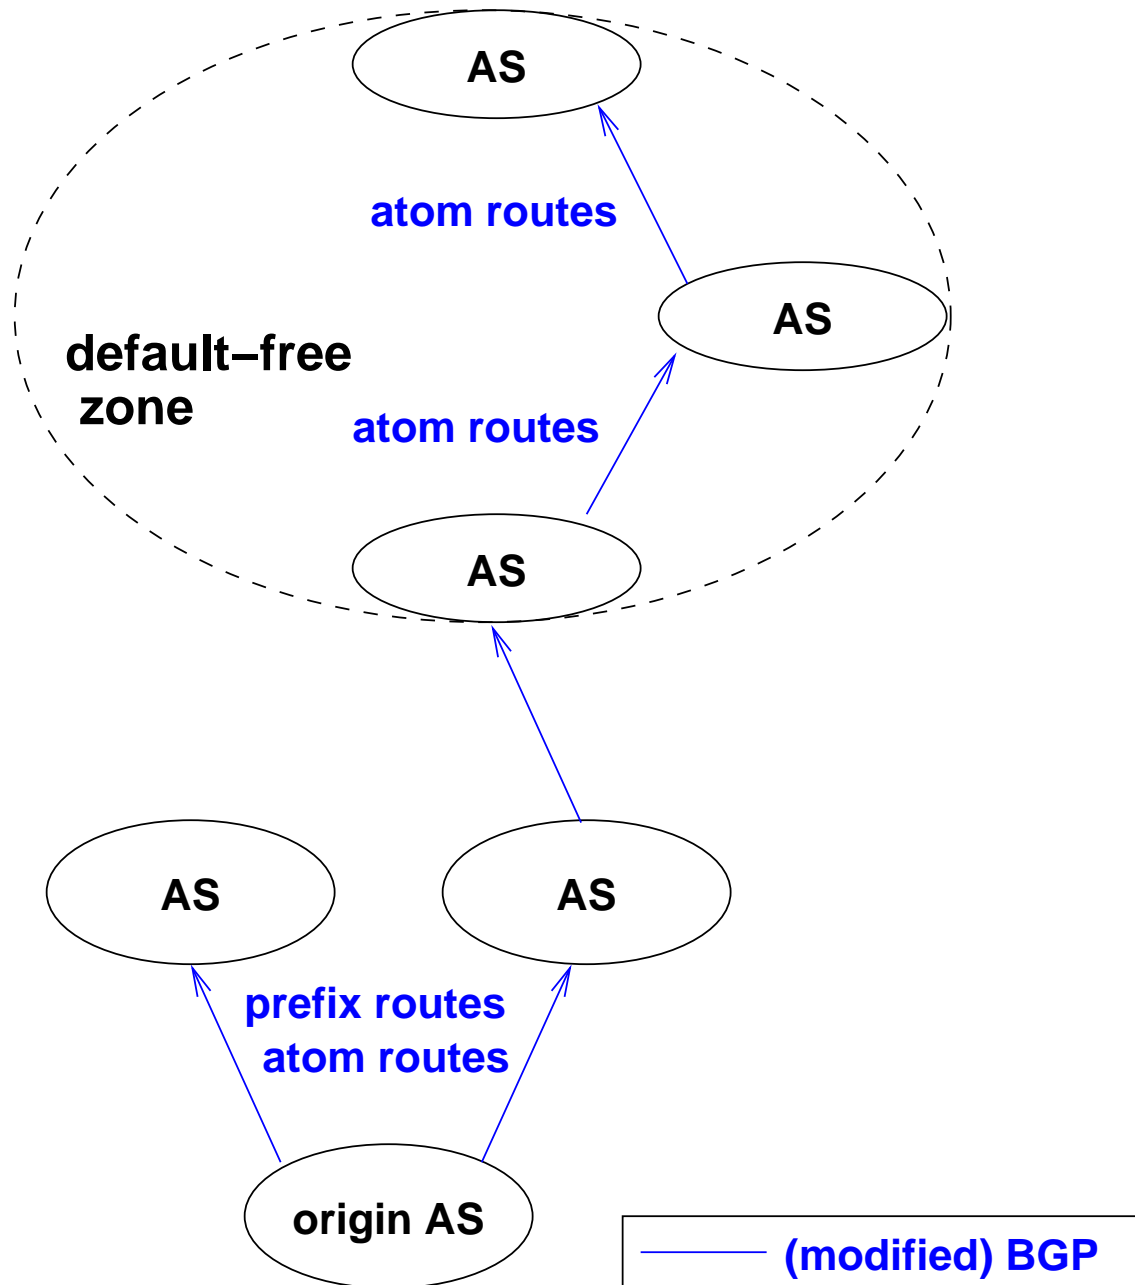 AS
atom routes
AS
default–free
zone
atom routes
AS
AS
AS
prefix routes
atom routes
origin AS
(modified) BGP